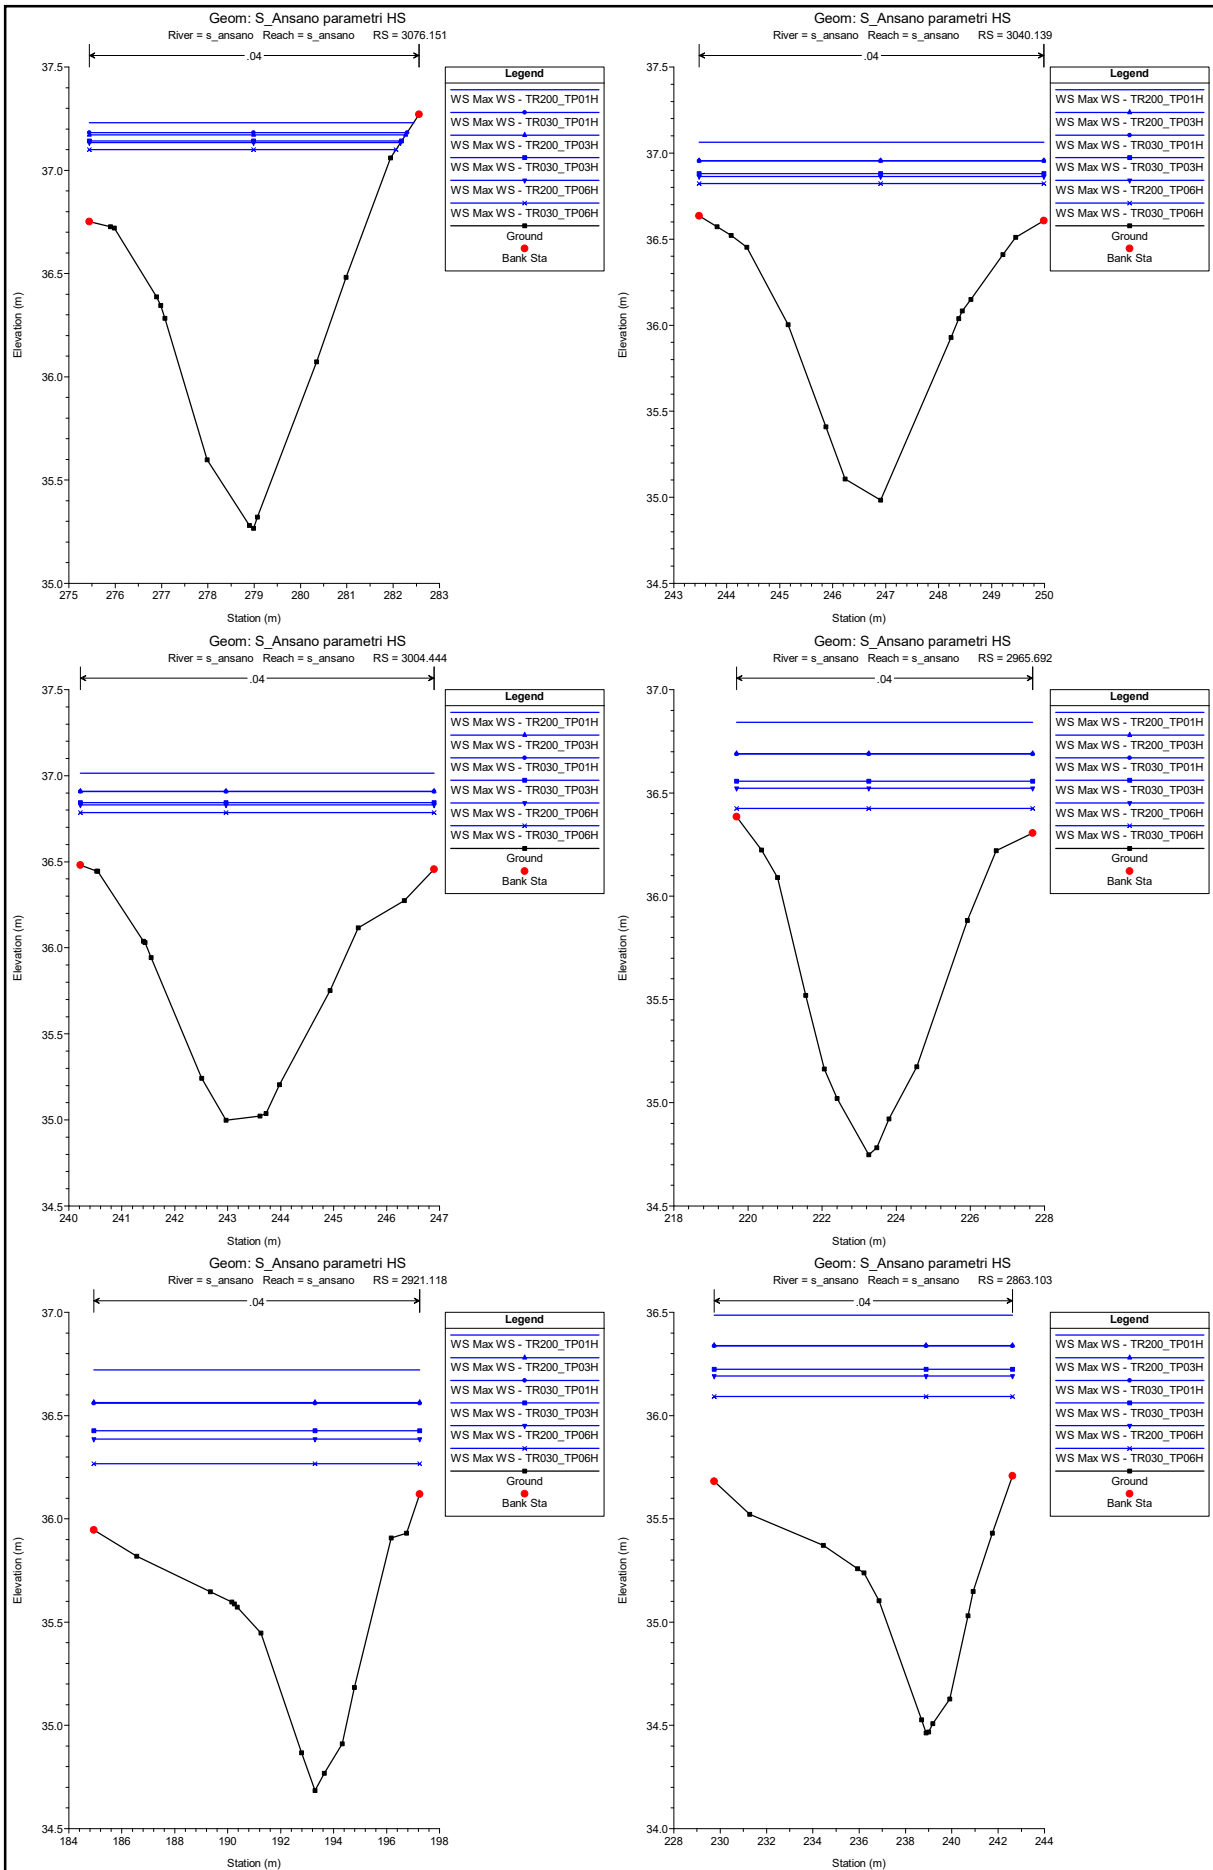 Geom: S_Ansano parametri HS
River = s_ansano Reach = s_ansano RS = 3076.151
.04
Legend
WS Max WS - TR200_TP01H
WS Max WS - TR030_TP01H
WS Max WS - TR200_TP03H
WS Max WS - TR030_TP03H
WS Max WS - TR200_TP06H
WS Max WS - TR030_TP06H
Ground
Bank Sta
37.5
37.0
36.5
36.0
35.5
35.0
Elevation (m)
275 276 277 278 279 280 281 282 283
Station (m)
Geom: S_Ansano parametri HS
River = s_ansano Reach = s_ansano RS = 3040.139
.04
Legend
WS Max WS - TR200_TP01H
WS Max WS - TR200_TP03H
WS Max WS - TR030_TP01H
WS Max WS - TR030_TP03H
WS Max WS - TR200_TP06H
WS Max WS - TR030_TP06H
Ground
Bank Sta
37.5
37.0
36.5
36.0
35.5
35.0
34.5
Elevation (m)
243 244 245 246 247 248 249 250
Station (m)
Geom: S_Ansano parametri HS
River = s_ansano Reach = s_ansano RS = 3004.444
.04
Legend
WS Max WS - TR200_TP01H
WS Max WS - TR200_TP03H
WS Max WS - TR030_TP01H
WS Max WS - TR030_TP03H
WS Max WS - TR200_TP06H
WS Max WS - TR030_TP06H
Ground
Bank Sta
37.5
37.0
36.5
36.0
35.5
35.0
34.5
Elevation (m)
240 241 242 243 244 245 246 247
Station (m)
Geom: S_Ansano parametri HS
River = s_ansano Reach = s_ansano RS = 2965.692
.04
Legend
WS Max WS - TR200_TP01H
WS Max WS - TR200_TP03H
WS Max WS - TR030_TP01H
WS Max WS - TR030_TP03H
WS Max WS - TR200_TP06H
WS Max WS - TR030_TP06H
Ground
Bank Sta
37.0
36.5
36.0
35.5
35.0
34.5
Elevation (m)
218 220 222 224 226 228
Station (m)
Geom: S_Ansano parametri HS
River = s_ansano Reach = s_ansano RS = 2921.118
.04
Legend
WS Max WS - TR200_TP01H
WS Max WS - TR200_TP03H
WS Max WS - TR030_TP01H
WS Max WS - TR030_TP03H
WS Max WS - TR200_TP06H
WS Max WS - TR030_TP06H
Ground
Bank Sta
37.0
36.5
36.0
35.5
35.0
34.5
Elevation (m)
184 186 188 190 192 194 196 198
Station (m)
Geom: S_Ansano parametri HS
River = s_ansano Reach = s_ansano RS = 2863.103
.04
Legend
WS Max WS - TR200_TP01H
WS Max WS - TR200_TP03H
WS Max WS - TR030_TP01H
WS Max WS - TR030_TP03H
WS Max WS - TR200_TP06H
WS Max WS - TR030_TP06H
Ground
Bank Sta
36.5
36.0
35.5
35.0
34.5
34.0
Elevation (m)
228 230 232 234 236 238 240 242 244
Station (m)